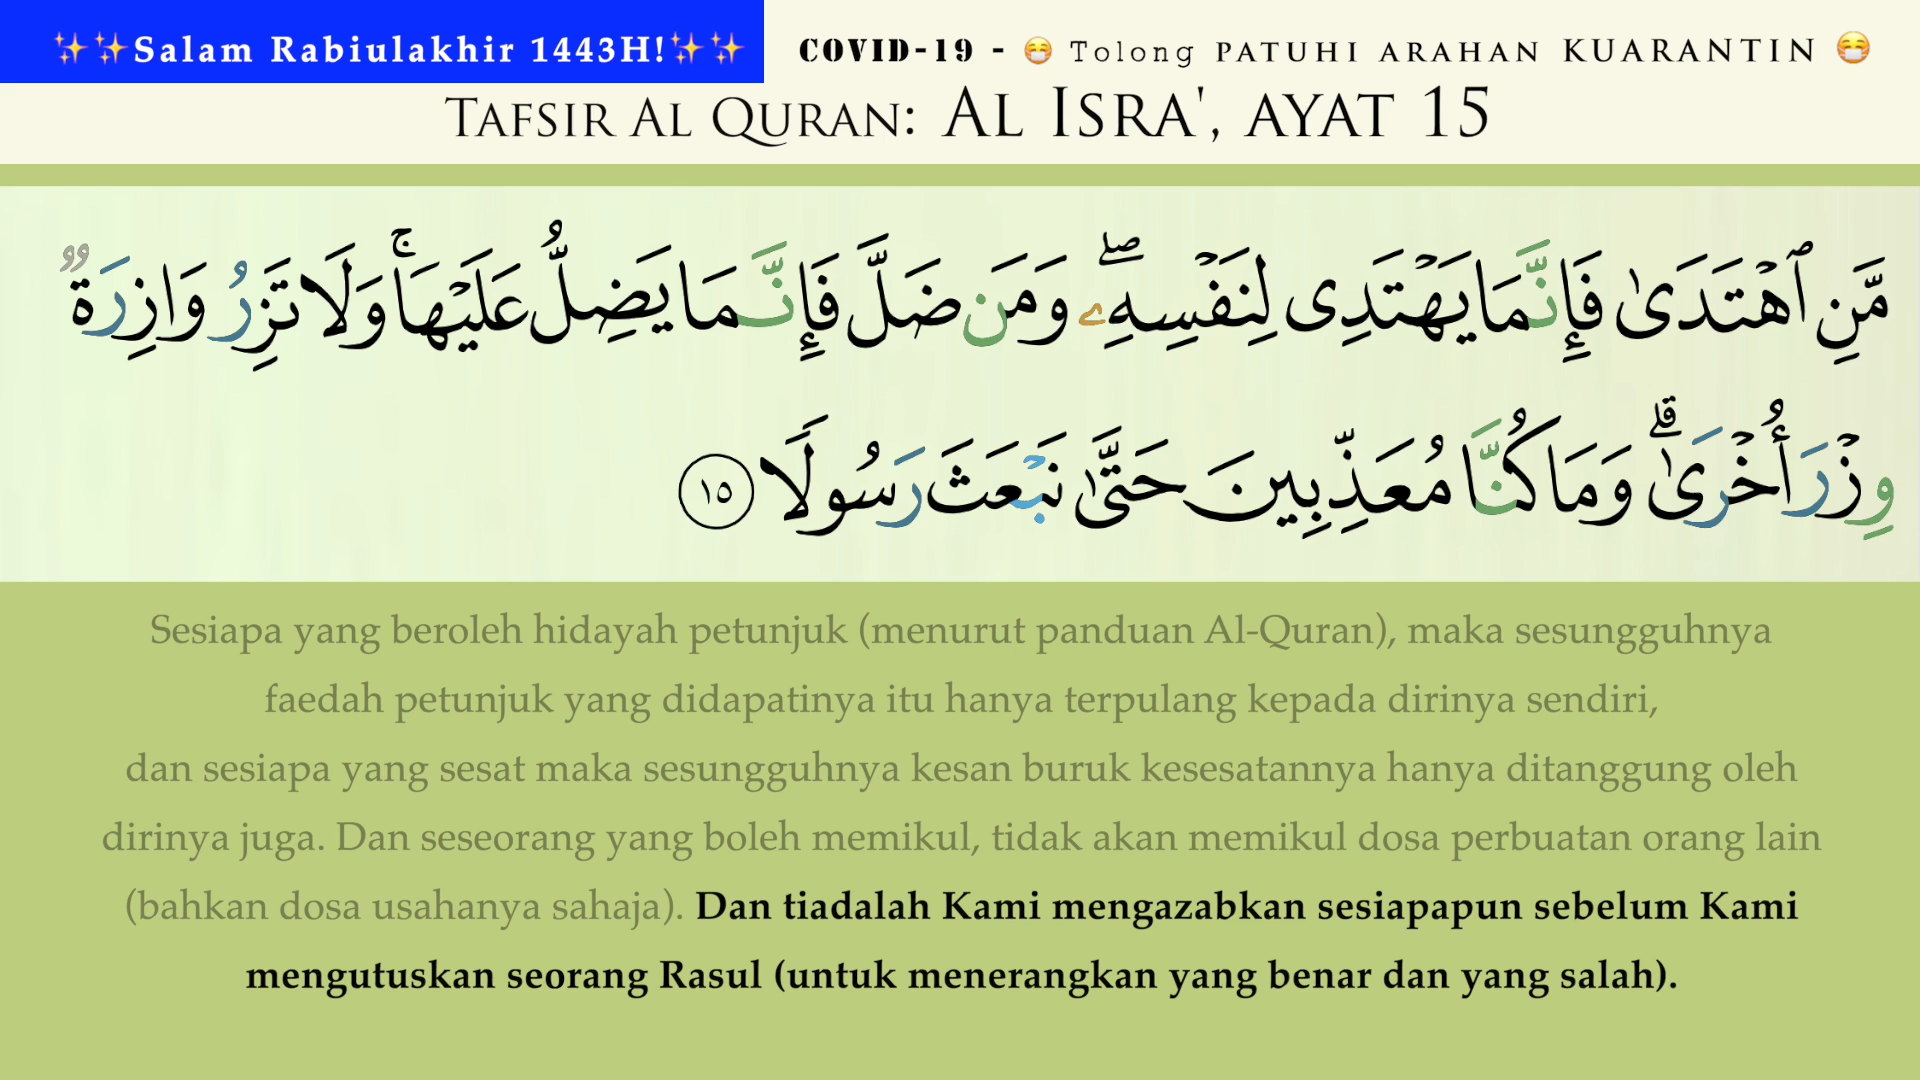 ✨✨Salam Rabiulakhir 1443H!✨✨
COVID-19 - 😷 Tolong PATUHI ARAHAN KUARANTIN 😷
TAFSIR AL QURAN: AL ISRA', AYAT 15
مَّنِ ٱهْتَدَىٰ فَإِنَّمَا يَهْتَدِى لِنَفْسِهِۦ ۖ وَمَن ضَلَّ فَإِنَّمَا يَضِلُّ عَلَيْهَا ۚ وَلَا تَزِرُ وَازِرَةٌ
وِزْرَ أُخْرَىٰ ۗ وَمَا كُنَّا مُعَذِّبِينَ حَتَّىٰ نَبْعَثَ رَسُولًا ١٥
Sesiapa yang beroleh hidayah petunjuk (menurut panduan Al-Quran), maka sesungguhnya
faedah petunjuk yang didapatinya itu hanya terpulang kepada dirinya sendiri,
dan sesiapa yang sesat maka sesungguhnya kesan buruk kesesatannya hanya ditanggung oleh
dirinya juga. Dan seseorang yang boleh memikul, tidak akan memikul dosa perbuatan orang lain
(bahkan dosa usahanya sahaja). Dan tiadalah Kami mengazabkan sesiapapun sebelum Kami
mengutuskan seorang Rasul (untuk menerangkan yang benar dan yang salah).